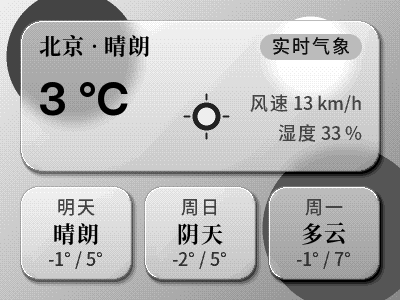 北京 · 晴朗
实时气象
3 °C
风速 13 km/h
湿度 33 %
明天
晴朗
-1° / 5°
周日
阴天
-2° / 5°
周一
多云
-1° / 7°